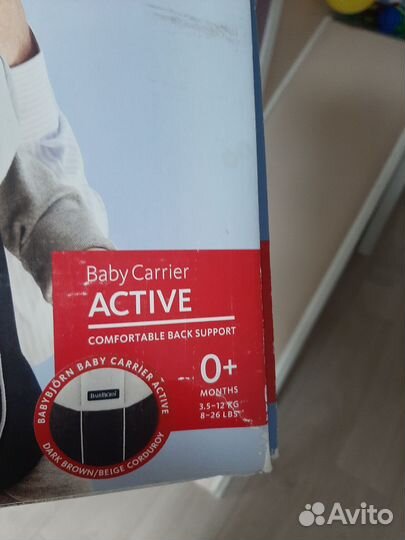 Baby Carrier
ACTIVE
COMFORTABLE BACK SUPPORT
0+
MONTHS
3.5–12 KG
8–26 LBS
BABYBJÖRN BABY CARRIER ACTIVE
BABYBJÖRN
DARK BROWN/BEIGE CORDUROY
Avito